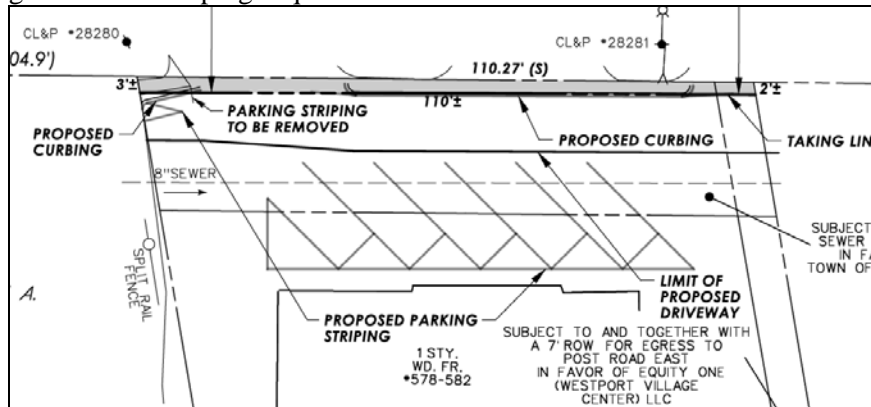 CL&P *28280
CL&P *28281
04.9')
110.27' (S)
3'±
2'±
110'±
PARKING STRIPING
TO BE REMOVED
PROPOSED
CURBING
PROPOSED CURBING
TAKING LIN
8"SEWER
SUBJECT
SEWER
IN FA
TOWN OF
SPLIT RAIL
FENCE
A.
LIMIT OF
PROPOSED
DRIVEWAY
PROPOSED PARKING
STRIPING
1 STY.
WD. FR.
*578-582
SUBJECT TO AND TOGETHER WITH
A 7' ROW FOR EGRESS TO
POST ROAD EAST
IN FAVOR OF EQUITY ONE
(WESTPORT VILLAGE
CENTER) LLC